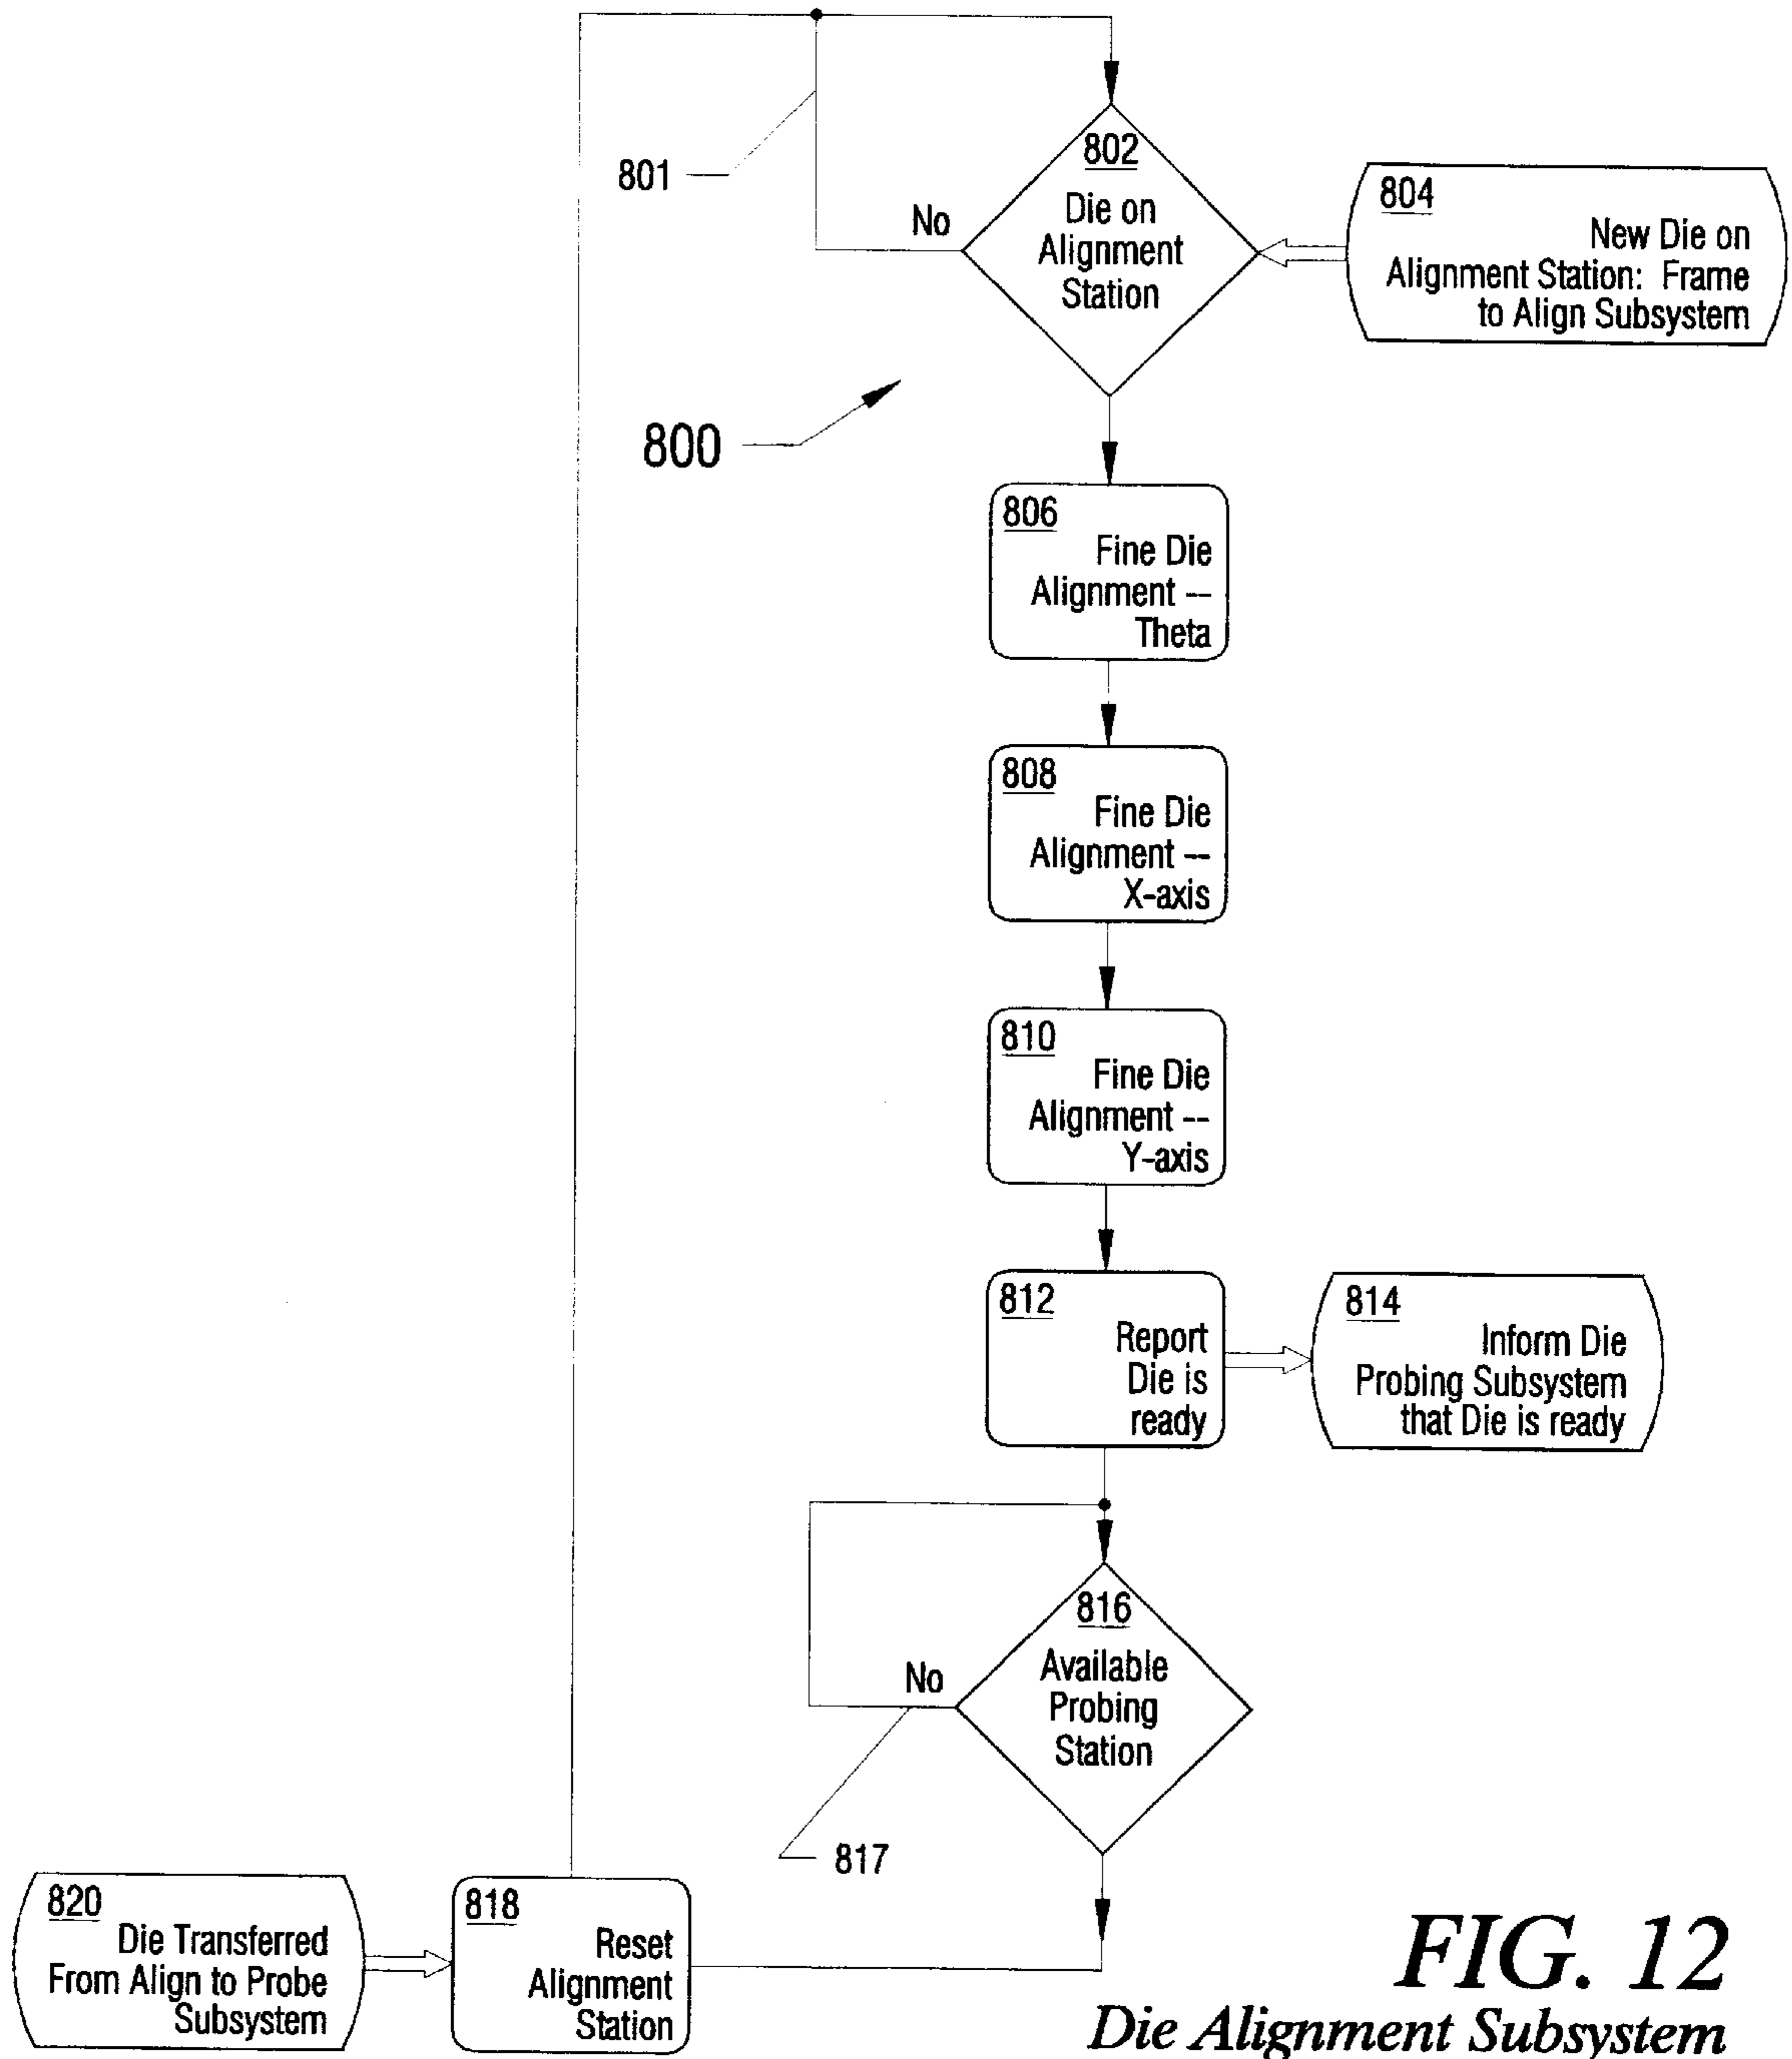 801
802
Die on
Alignment
Station
No
804
New Die on
Alignment Station: Frame
to Align Subsystem
800
806
Fine Die
Alignment --
Theta
808
Fine Die
Alignment --
X-axis
810
Fine Die
Alignment --
Y-axis
812
Report
Die is
ready
814
Inform Die
Probing Subsystem
that Die is ready
816
Available
Probing
Station
No
817
820
Die Transferred
From Align to Probe
Subsystem
818
Reset
Alignment
Station
FIG. 12
Die Alignment Subsystem